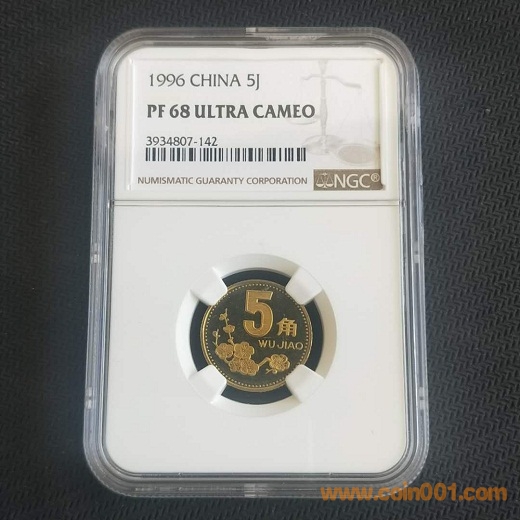 1996 CHINA 5J
PF 68 ULTRA CAMEO
3934807-142
NUMISMATIC GUARANTY CORPORATION NGC®
5角
WU JIAO
www.coin001.com